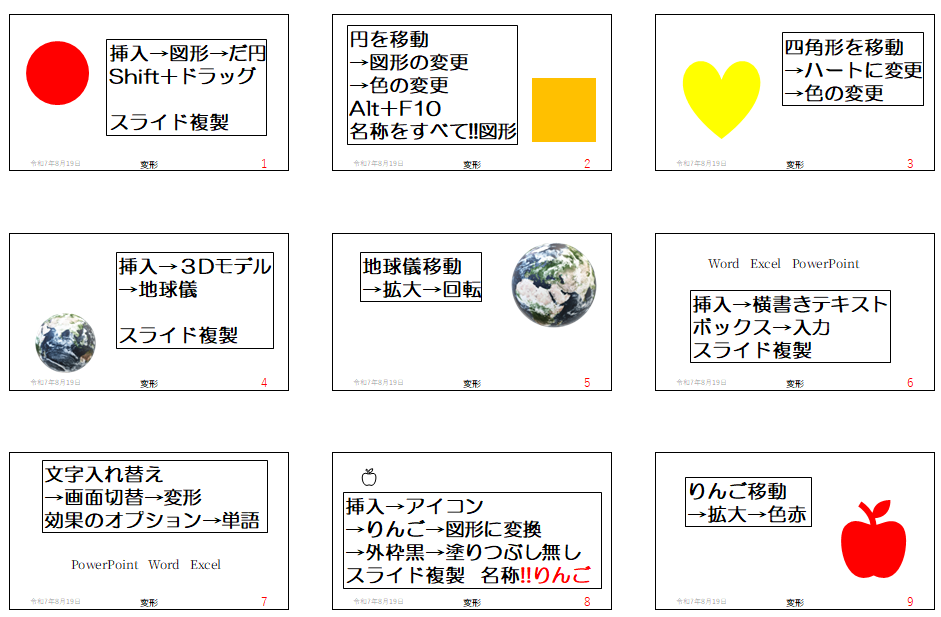 挿入→図形→だ円
Shift＋ドラッグ
スライド複製
令和7年8月19日
変形
1
円を移動
→図形の変更
→色の変更
Alt＋F10
名称をすべて!!図形
令和7年8月19日
変形
2
四角形を移動
→ハートに変更
→色の変更
令和7年8月19日
変形
3
挿入→３Dモデル
→地球儀
スライド複製
令和7年8月19日
変形
4
地球儀移動
→拡大→回転
令和7年8月19日
変形
5
Word Excel PowerPoint
挿入→横書きテキスト
ボックス→入力
スライド複製
令和7年8月19日
変形
6
文字入れ替え
→画面切替→変形
効果のオプション→単語
PowerPoint Word Excel
令和7年8月19日
変形
7
挿入→アイコン
→りんご→図形に変換
→外枠黒→塗りつぶし無し
スライド複製 名称!!りんご
令和7年8月19日
変形
8
りんご移動
→拡大→色赤
令和7年8月19日
変形
9